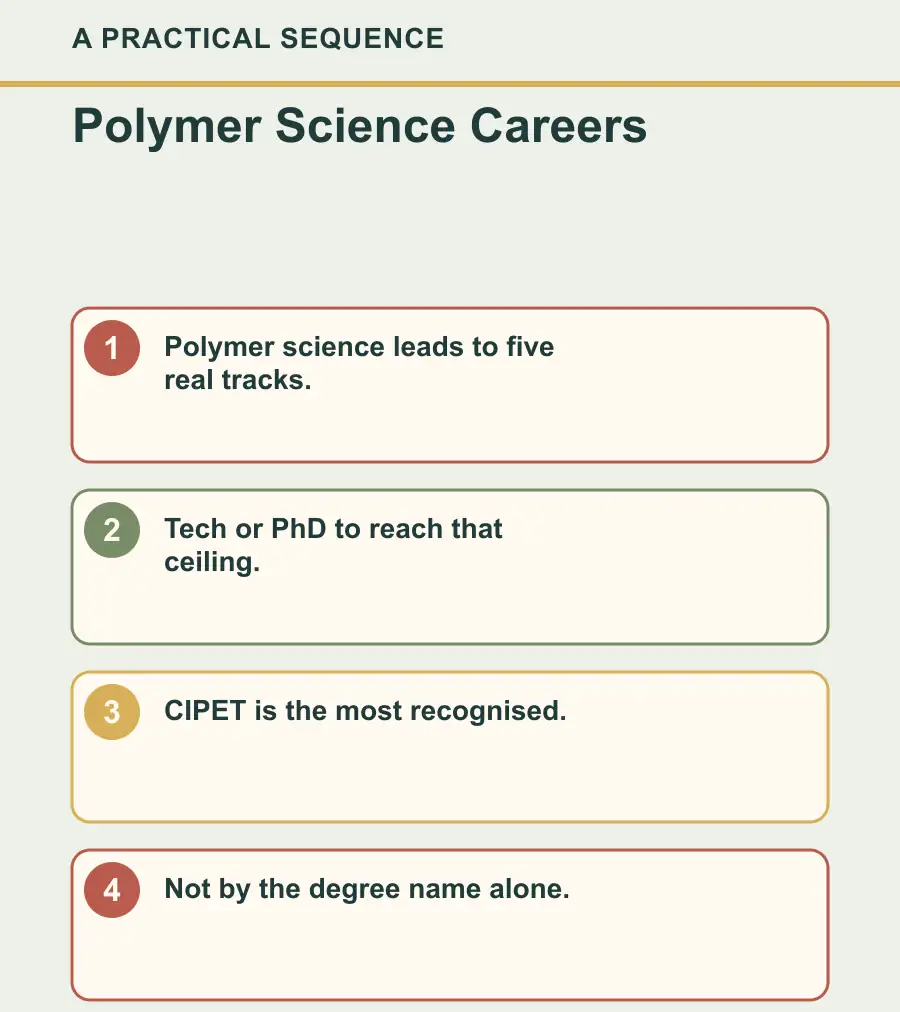 A PRACTICAL SEQUENCE
Polymer Science Careers
1
Polymer science leads to five
real tracks.
2
Tech or PhD to reach that
ceiling.
3
CIPET is the most recognised.
4
Not by the degree name alone.